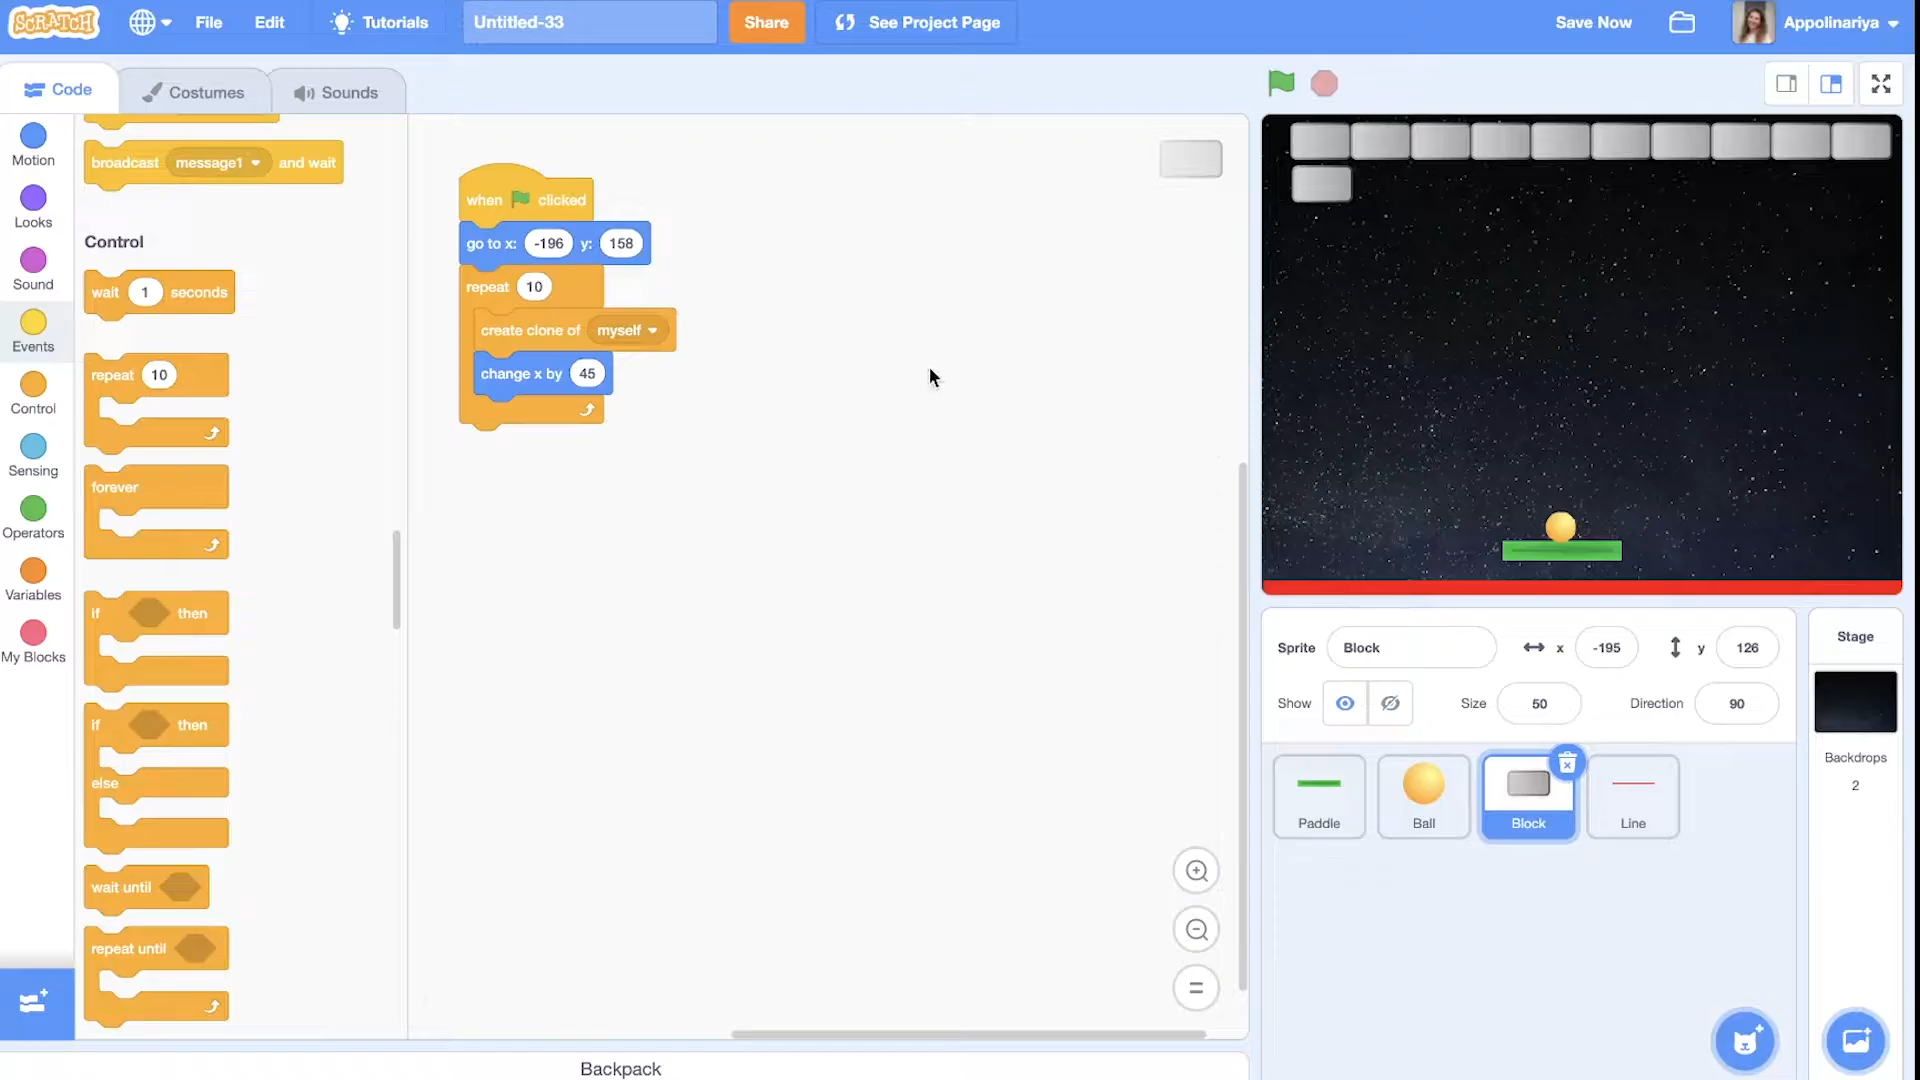 SCRATCH
File
Edit
Tutorials
Untitled-33
Share
See Project Page
Save Now
Appolinariya
Code
Costumes
Sounds
Motion
Looks
Sound
Events
Control
Sensing
Operators
Variables
My Blocks
broadcast message1 and wait
Control
wait 1 seconds
repeat 10
forever
if then
if then
else
wait until
repeat until
when clicked
go to x: -196 y: 158
repeat 10
create clone of myself
change x by 45
Backpack
Sprite Block x -195 y 126
Show Size 50 Direction 90
Paddle
Ball
Block
Line
Stage
Backdrops
2